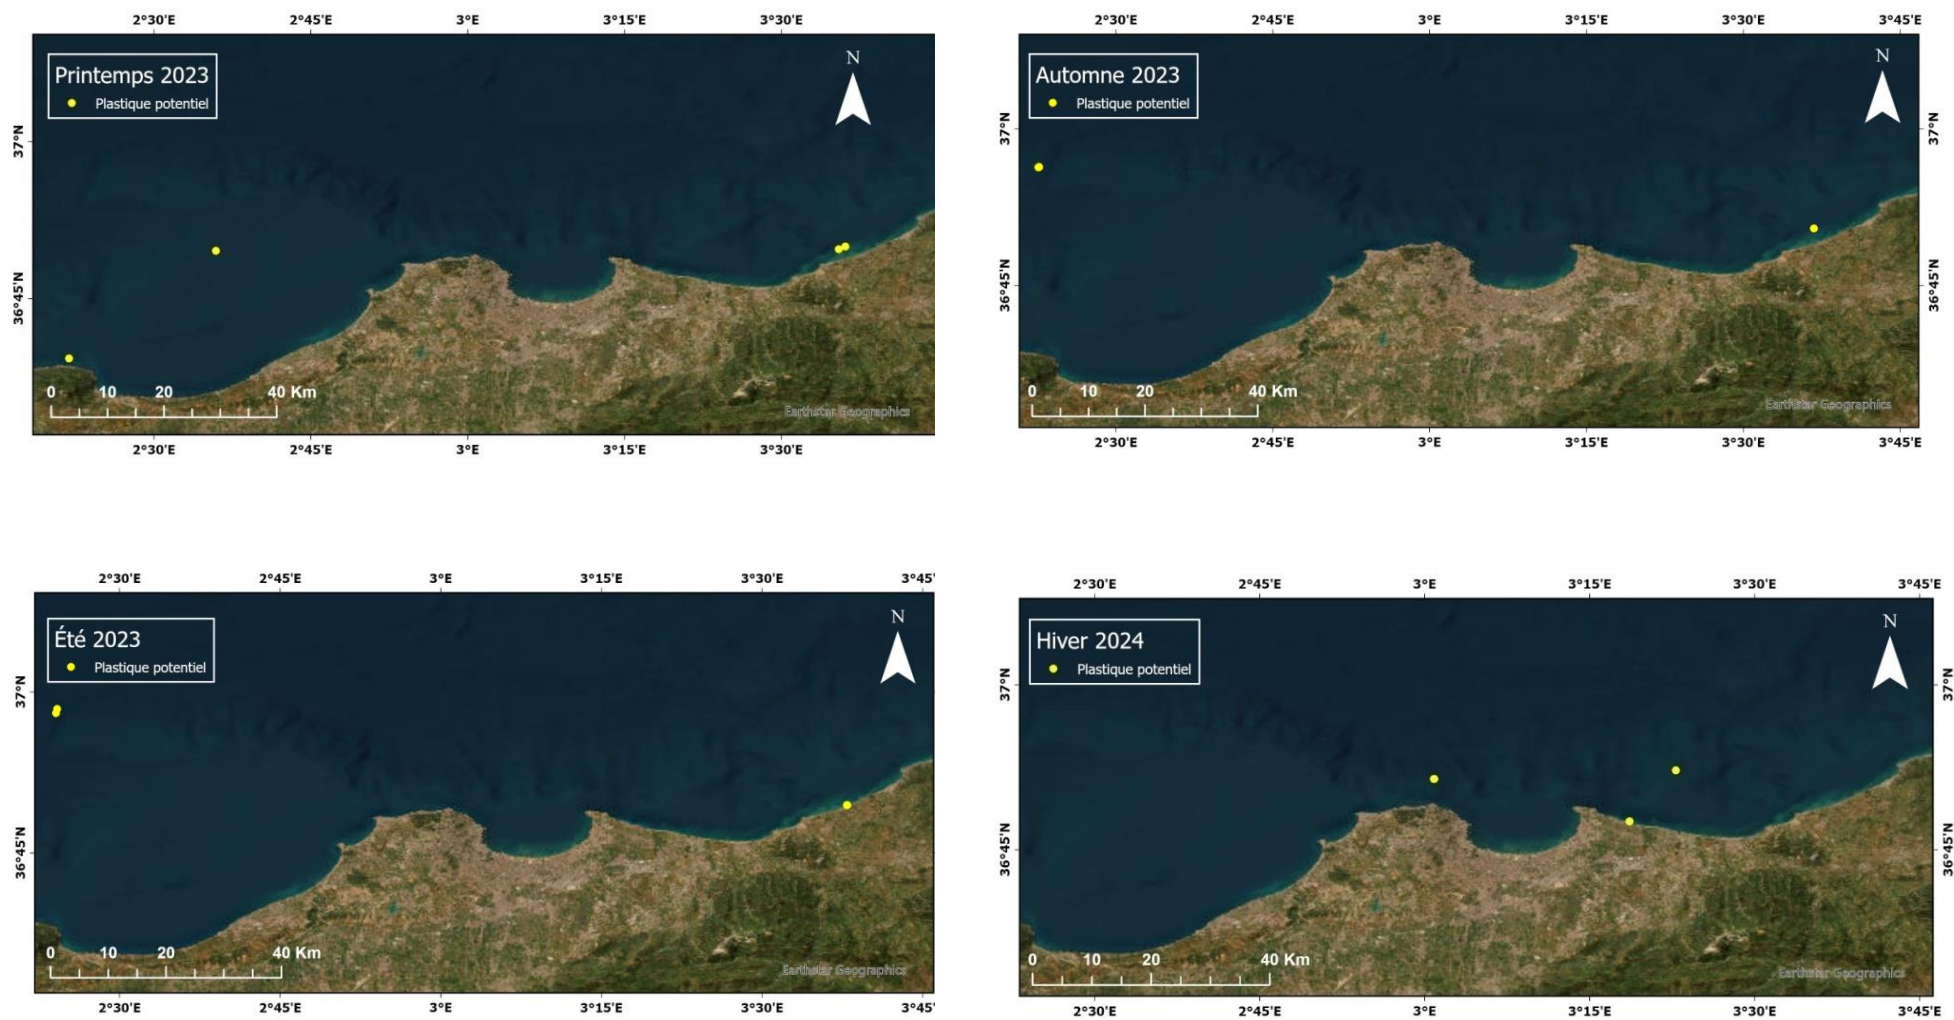 2°30'E 2°45'E 3°E 3°15'E 3°30'E
Printemps 2023
Plastique potentiel
N
37°N
36°45'N
0 10 20 40 Km
Earthstar Geographics
2°30'E 2°45'E 3°E 3°15'E 3°30'E
2°30'E 2°45'E 3°E 3°15'E 3°30'E 3°45'E
Automne 2023
Plastique potentiel
N
37°N 37°N
36°45'N 36°45'N
0 10 20 40 Km
Earthstar Geographics
2°30'E 2°45'E 3°E 3°15'E 3°30'E 3°45'E
2°30'E 2°45'E 3°E 3°15'E 3°30'E 3°45'
Été 2023
Plastique potentiel
N
37°N
36°45'N
0 10 20 40 Km
Earthstar Geographics
2°30'E 2°45'E 3°E 3°15'E 3°30'E 3°45'
2°30'E 2°45'E 3°E 3°15'E 3°30'E 3°45'E
Hiver 2024
Plastique potentiel
N
37°N 37°N
36°45'N 36°45'N
0 10 20 40 Km
Earthstar Geographics
2°30'E 2°45'E 3°E 3°15'E 3°30'E 3°45'E